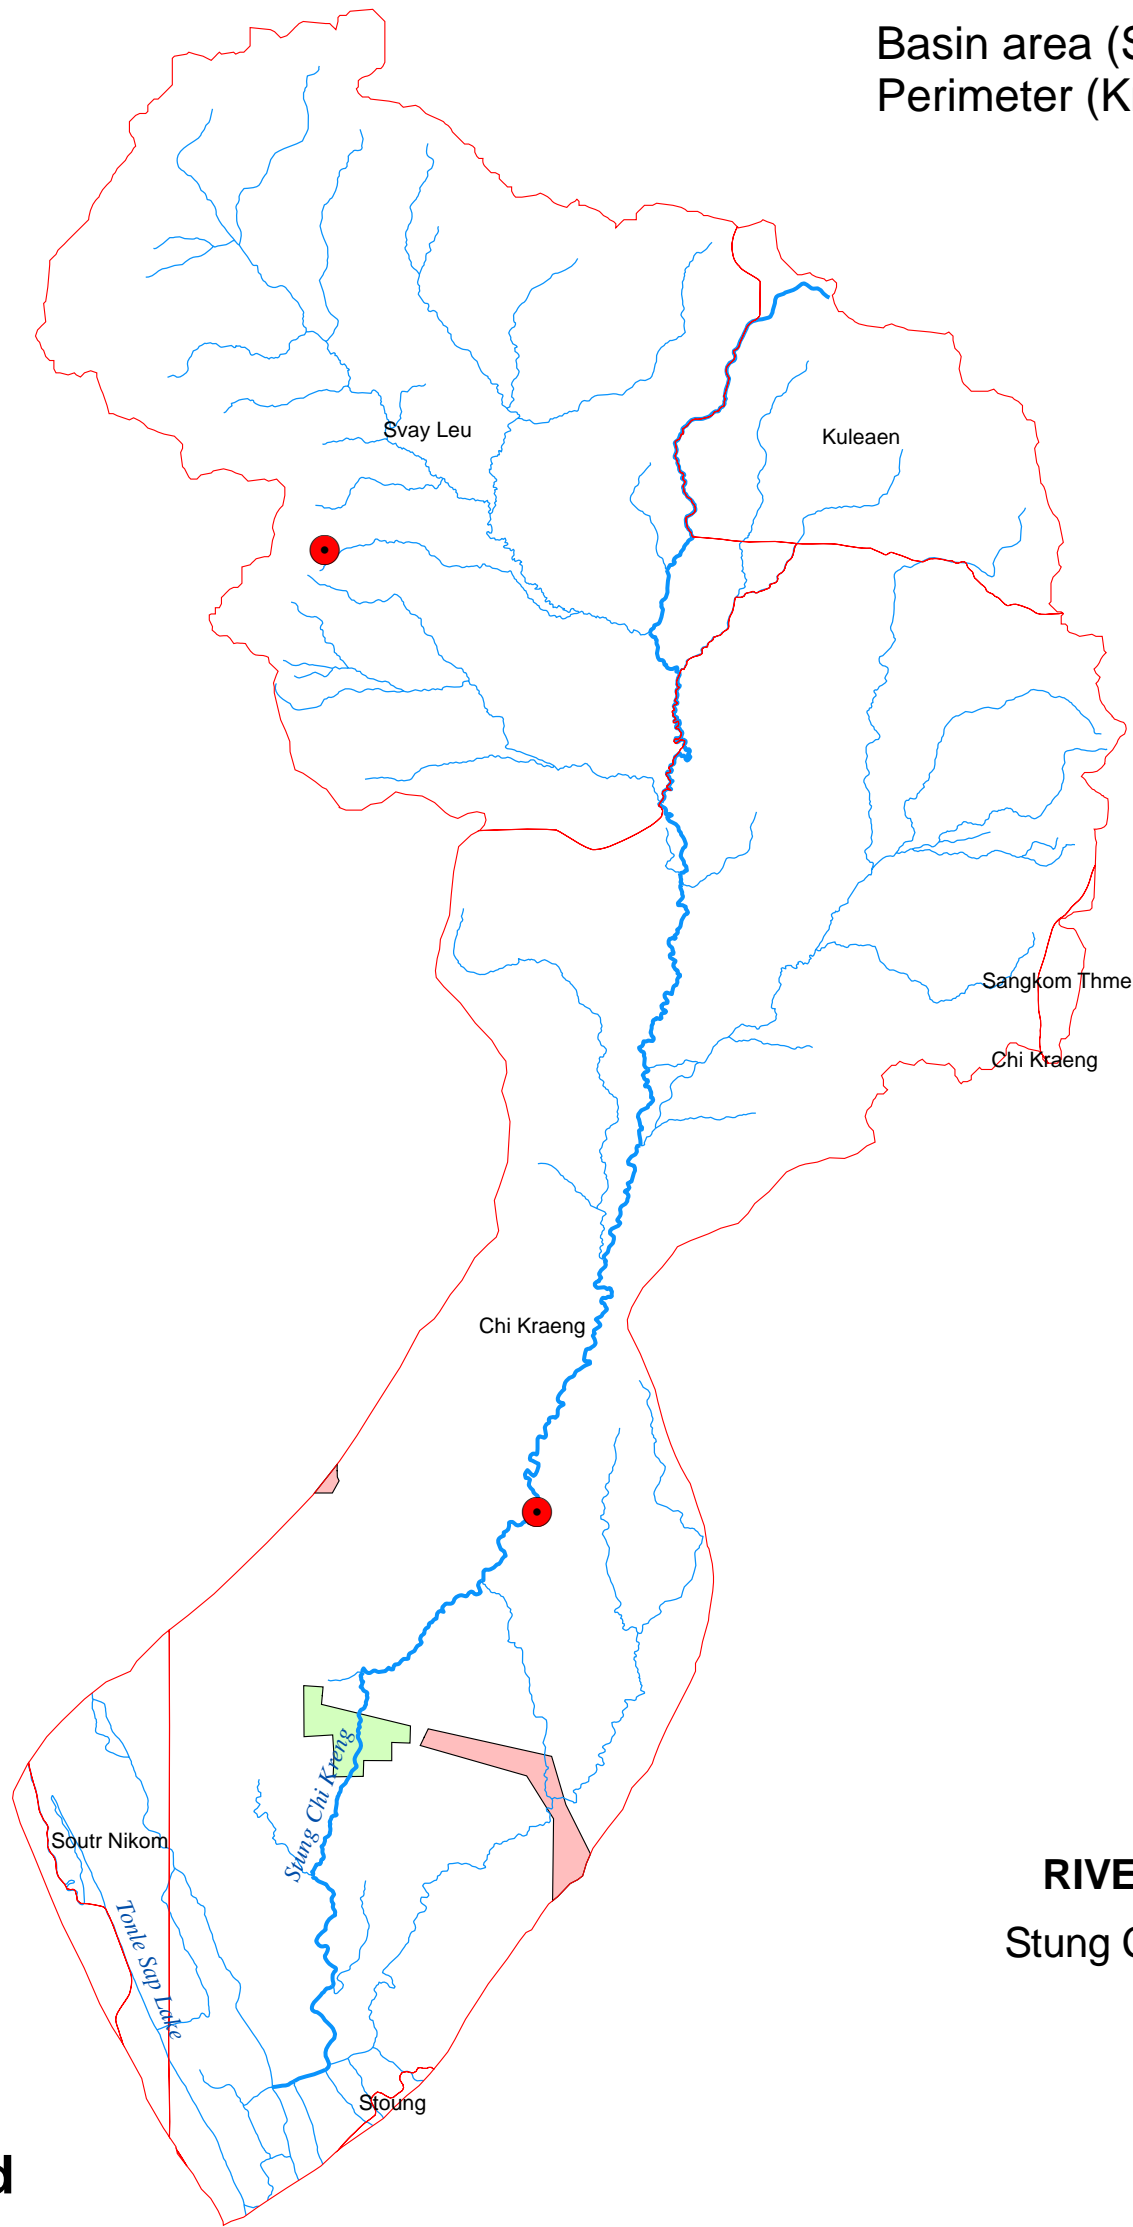 Basin area (S
Perimeter (K
Svay Leu
Kuleaen
Sangkom Thme
Chi Kraeng
Chi Kraeng
Stung Chi Kreng
Soutr Nikom
RIVE
Tonle Sap Lake
Stung C
Stoung
d